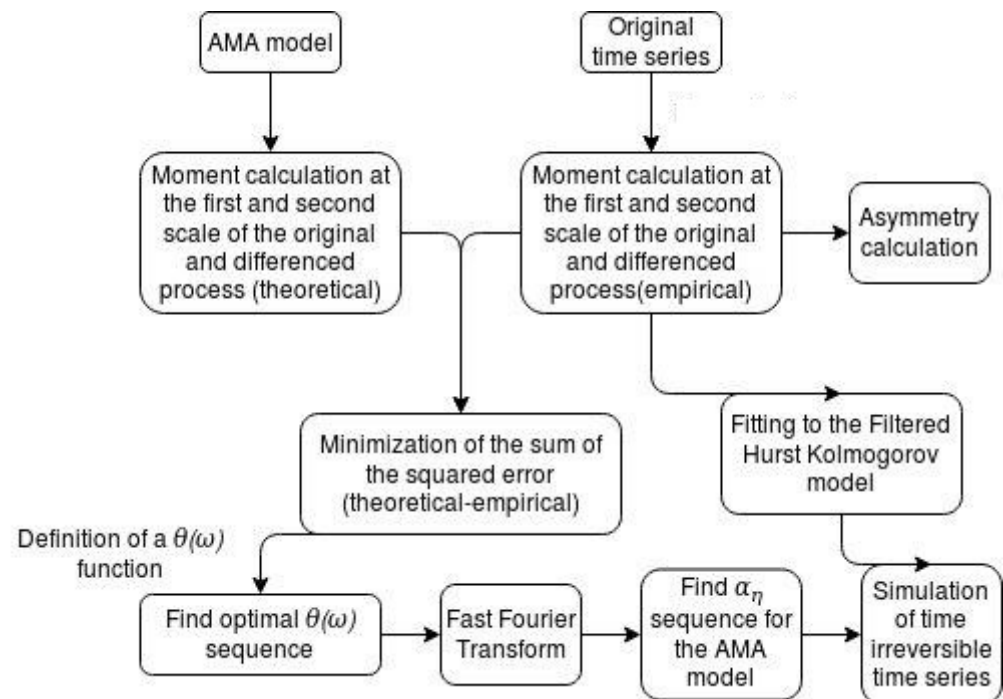 AMA model
Original
time series
Moment calculation at
the first and second
scale of the original
and differenced
process (theoretical)
Moment calculation at
the first and second
scale of the original
and differenced
process(empirical)
Asymmetry
calculation
Minimization of the sum of
the squared error
(theoretical-empirical)
Fitting to the Filtered
Hurst Kolmogorov
model
Definition of a θ(ω)
function
Find optimal θ(ω)
sequence
Fast Fourier
Transform
Find αη
sequence for
the AMA
model
Simulation
of time
irreversible
time series